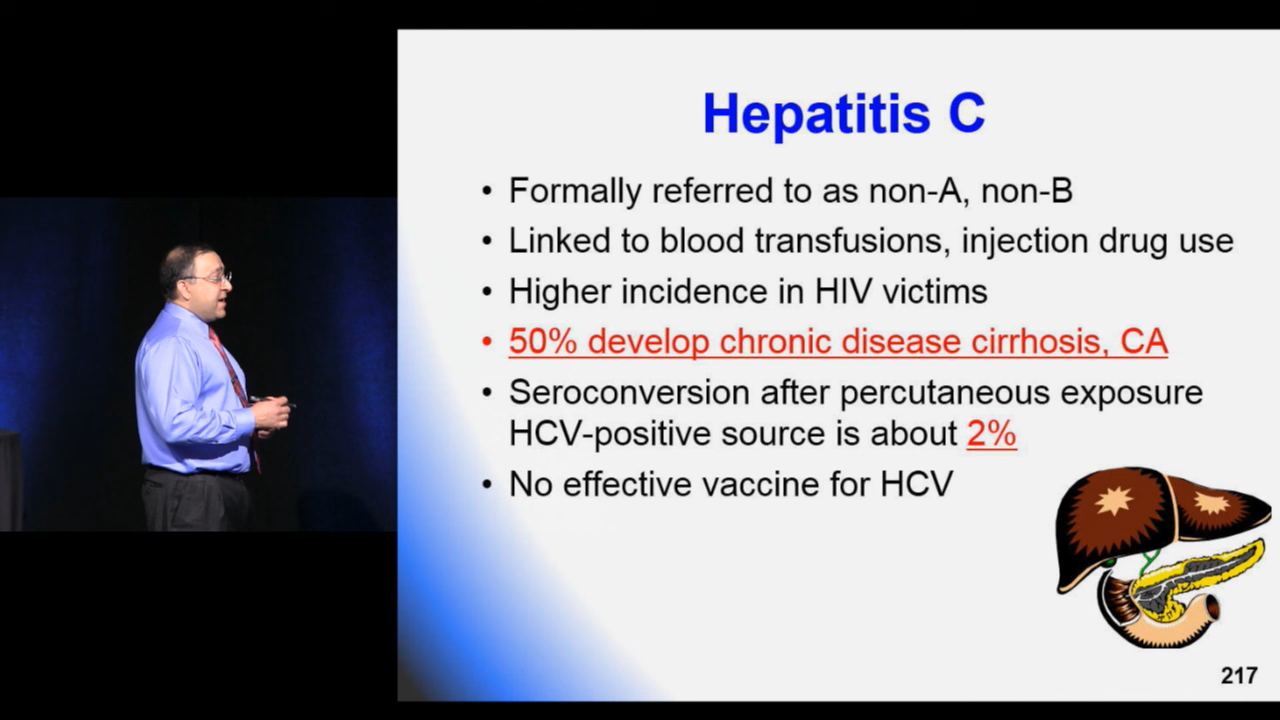 Hepatitis C
• Formally referred to as non-A, non-B
• Linked to blood transfusions, injection drug use
• Higher incidence in HIV victims
• 50% develop chronic disease cirrhosis, CA
• Seroconversion after percutaneous exposure
HCV-positive source is about 2%
• No effective vaccine for HCV
217